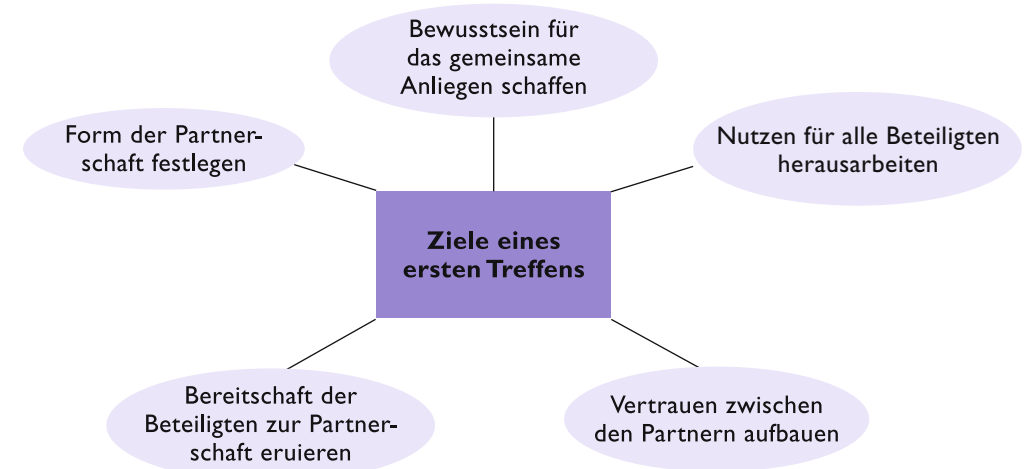 Bewusstsein für
das gemeinsame
Anliegen schaffen
Form der Partner-
schaft festlegen
Nutzen für alle Beteiligten
herausarbeiten
Ziele eines
ersten Treffens
Bereitschaft der
Beteiligten zur Partner-
schaft eruieren
Vertrauen zwischen
den Partnern aufbauen